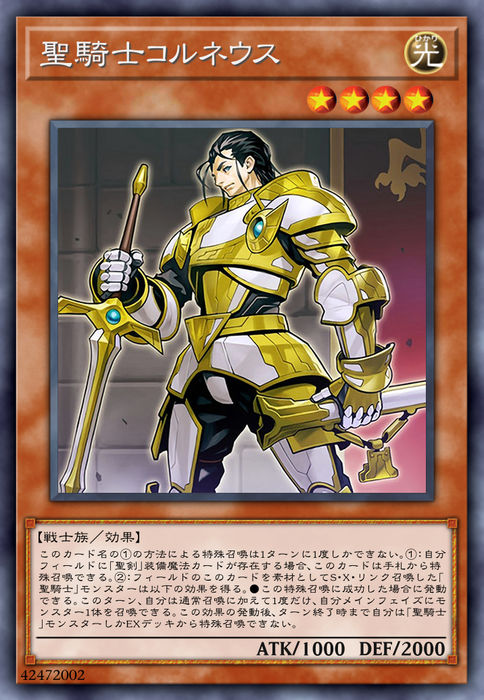 聖騎士コルネウス
ひかり
光
【戦士族／効果】
このカード名の①の方法による特殊召喚は1ターンに1度しかできない。①：自分
フィールドに「聖剣」装備魔法カードが存在する場合、このカードは手札から特
殊召喚できる。②：フィールドのこのカードを素材としてS・X・リンク召喚した「
聖騎士」モンスターは以下の効果を得る。●この特殊召喚に成功した場合に発動
できる。このターン、自分は通常召喚に加えて1度だけ、自分メインフェイズにモ
ンスター1体を召喚できる。この効果の発動後、ターン終了時まで自分は「聖騎士
」モンスターしかEXデッキから特殊召喚できない。
ATK/1000 DEF/2000
42472002